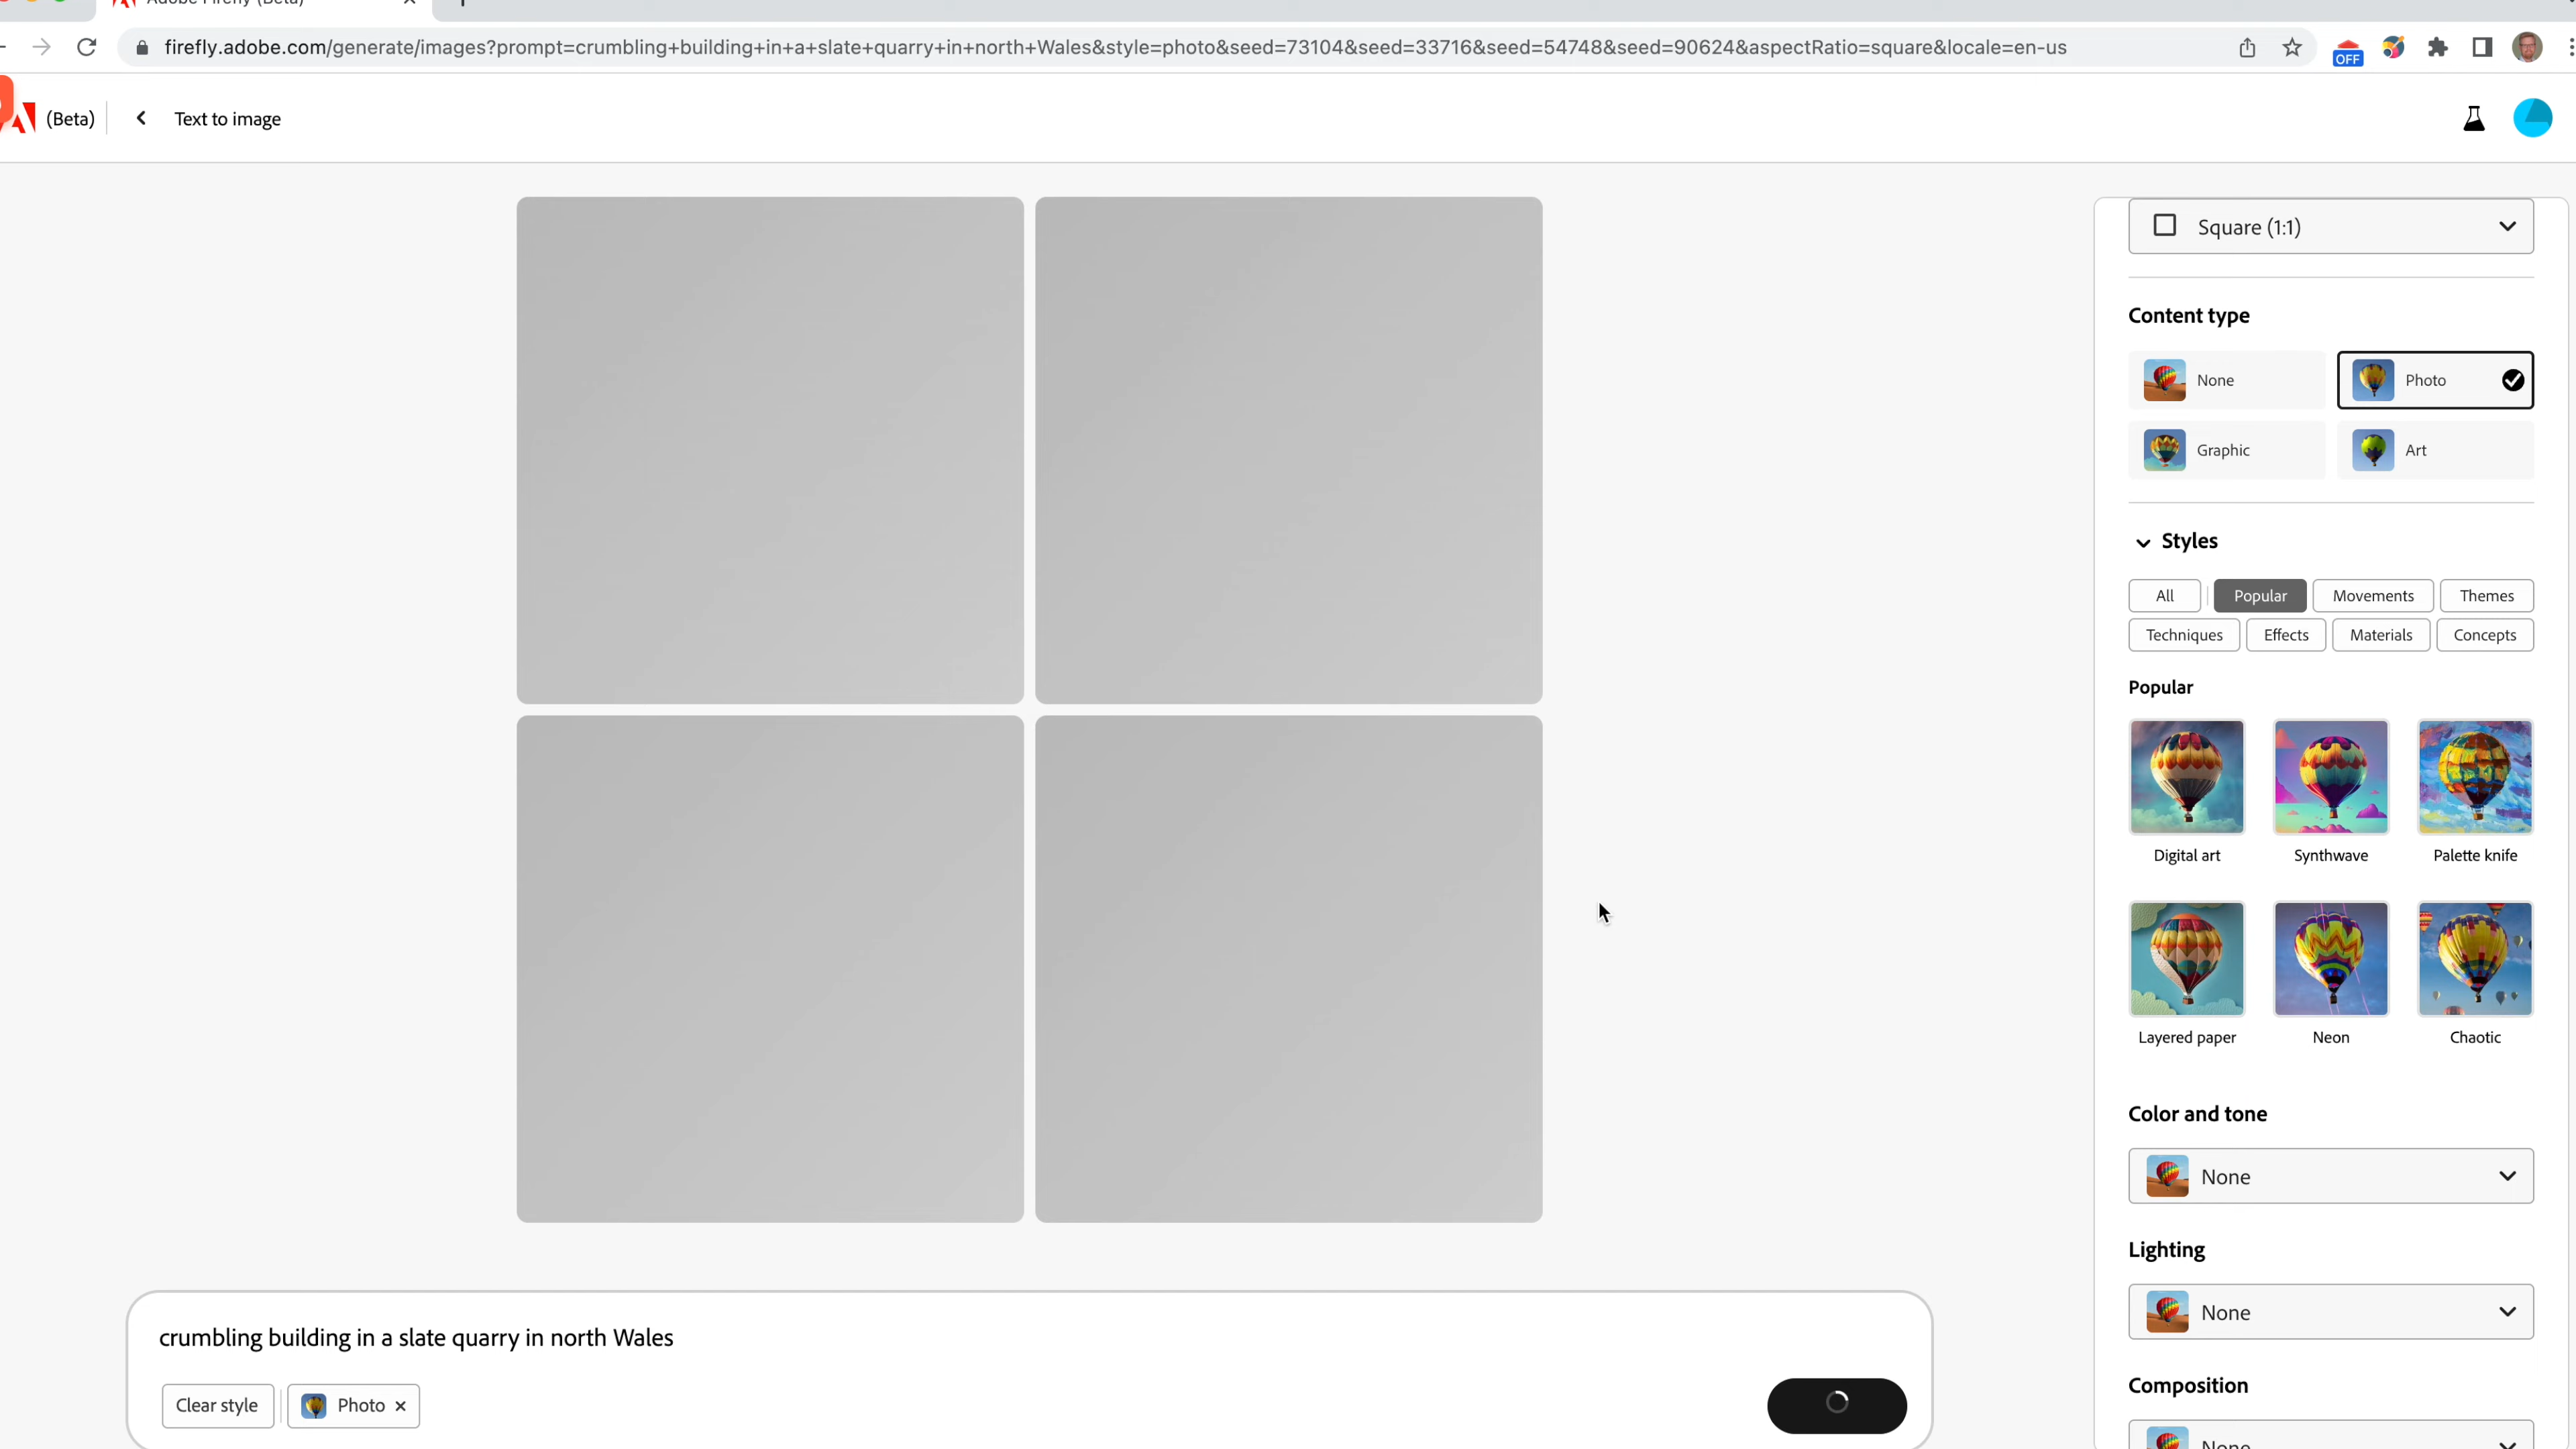 Adobe Firefly (Beta)
firefly.adobe.com/generate/images?prompt=crumbling+building+in+a+slate+quarry+in+north+Wales&style=photo&seed=73104&seed=33716&seed=54748&seed=90624&aspectRatio=square&locale=en-us
OFF
(Beta)
Text to image
Square (1:1)
Content type
None
Photo
Graphic
Art
Styles
All
Popular
Movements
Themes
Techniques
Effects
Materials
Concepts
Popular
Digital art
Synthwave
Palette knife
Layered paper
Neon
Chaotic
Color and tone
None
Lighting
None
Composition
None
crumbling building in a slate quarry in north Wales
Clear style
Photo